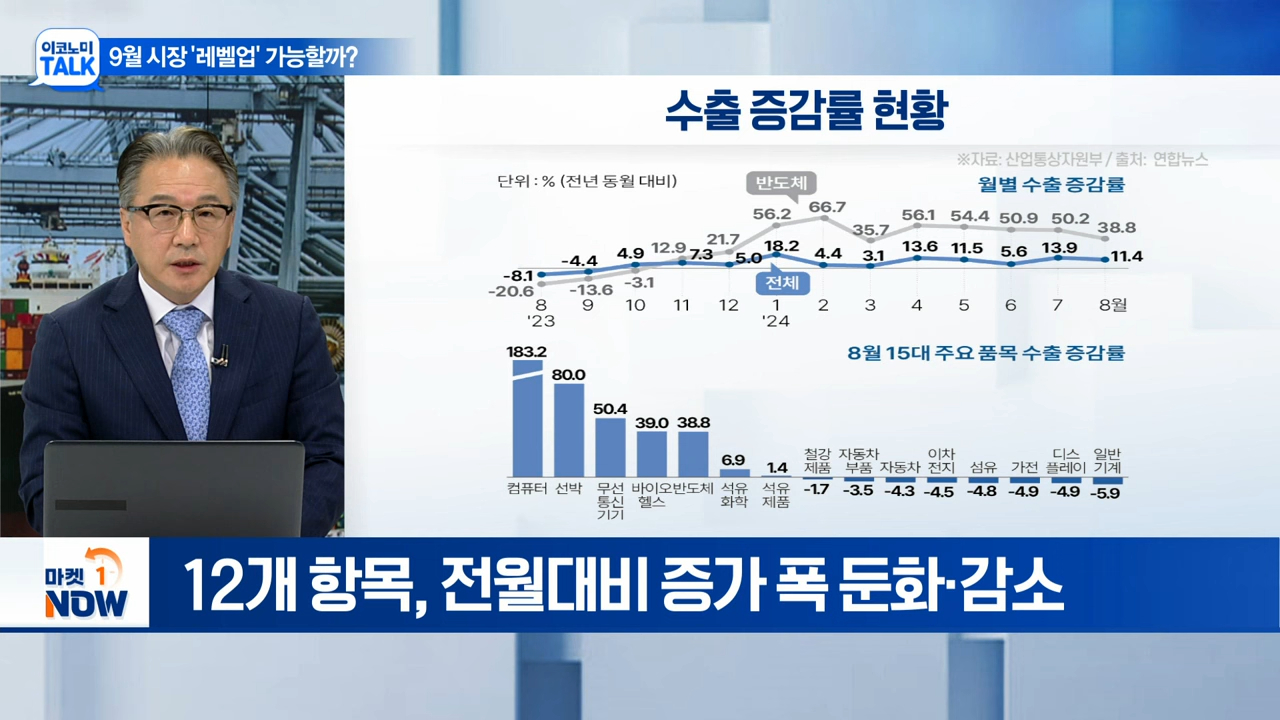 이코노미
TALK
9월 시장 '레벨업' 가능할까?
수출 증감률 현황
※자료: 산업통상자원부 / 출처: 연합뉴스
단위 : % (전년 동월 대비)
월별 수출 증감률
반도체
-20.6 -13.6 -3.1 12.9 21.7 56.2 66.7 35.7 56.1 54.4 50.9 50.2 38.8
-8.1 -4.4 4.9 7.3 5.0 18.2 4.4 3.1 13.6 11.5 5.6 13.9 11.4
전체
8 9 10 11 12 1 2 3 4 5 6 7 8월
'23 '24
8월 15대 주요 품목 수출 증감률
183.2 80.0 50.4 39.0 38.8 6.9 1.4
컴퓨터 선박 무선 통신 기기 바이오 헬스 반도체 석유 화학 석유 제품
철강 제품 자동차 부품 자동차 이차 전지 섬유 가전 디스 플레이 일반 기계
-1.7 -3.5 -4.3 -4.5 -4.8 -4.9 -4.9 -5.9
마켓 1
NOW
12개 항목, 전월대비 증가 폭 둔화·감소